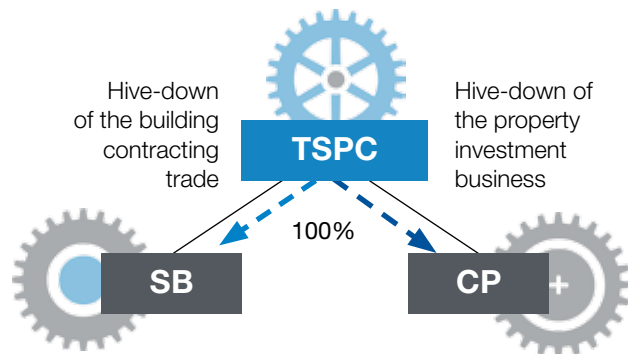 Hive-down
of the building
contracting
trade
TSPC
Hive-down of
the property
investment
business
100%
SB
CP